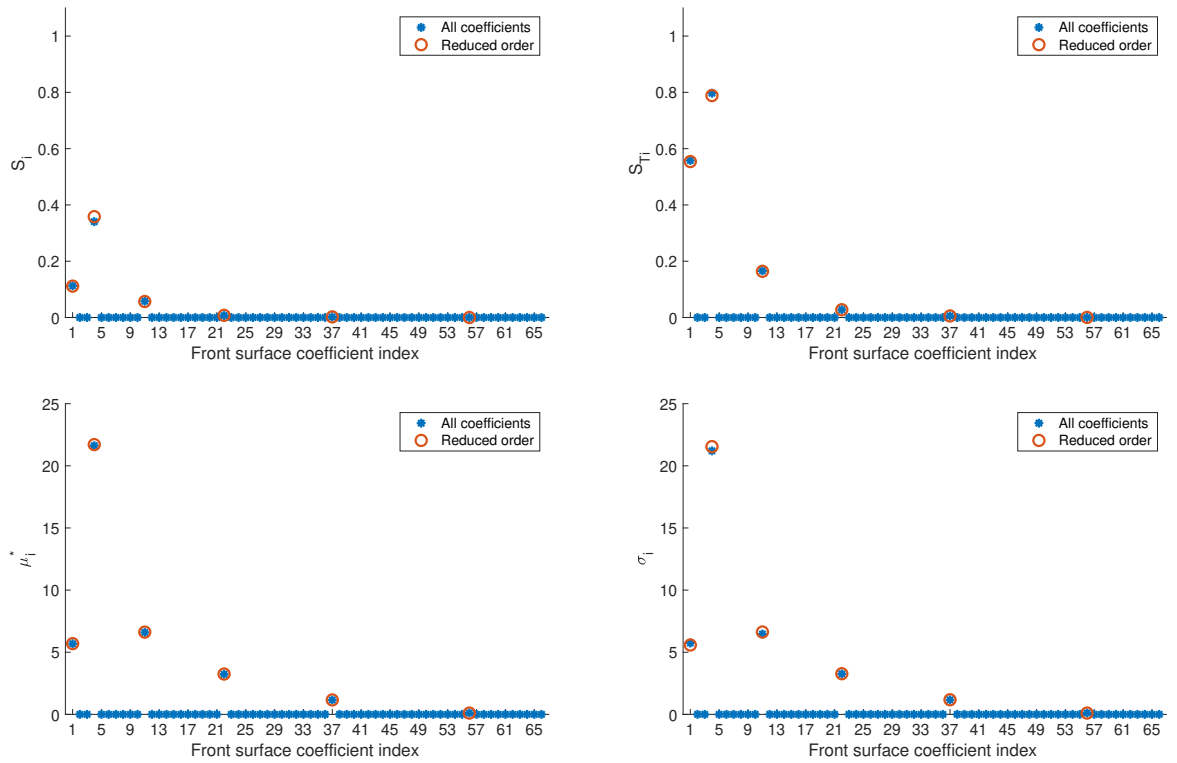 All coefficients
Reduced order
1
0.8
0.6
0.4
0.2
0
S_i
1 5 9 13 17 21 25 29 33 37 41 45 49 53 57 61 65
Front surface coefficient index
All coefficients
Reduced order
1
0.8
0.6
0.4
0.2
0
S_Ti
1 5 9 13 17 21 25 29 33 37 41 45 49 53 57 61 65
Front surface coefficient index
All coefficients
Reduced order
25
20
15
10
5
0
μ_i^*
1 5 9 13 17 21 25 29 33 37 41 45 49 53 57 61 65
Front surface coefficient index
All coefficients
Reduced order
25
20
15
10
5
0
σ_i
1 5 9 13 17 21 25 29 33 37 41 45 49 53 57 61 65
Front surface coefficient index